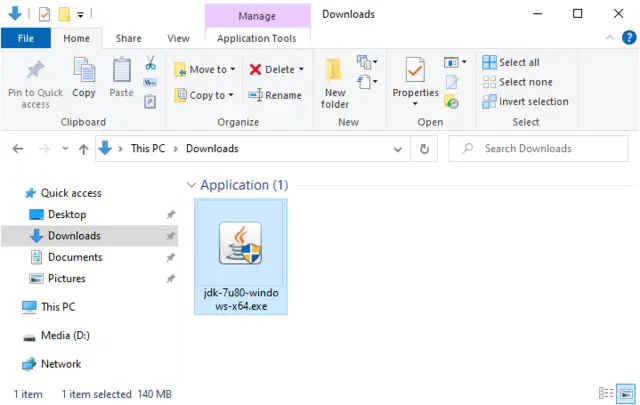 Manage
Downloads
File
Home
Share
View
Application Tools
Pin to Quick
access
Copy
Paste
Move to
Copy to
Delete
Rename
New
folder
Properties
Select all
Select none
Invert selection
Clipboard
Organize
New
Open
Select
This PC
Downloads
Search Downloads
Quick access
Desktop
Downloads
Documents
Pictures
This PC
Media (D:)
Network
Application (1)
jdk-7u80-windo
ws-x64.exe
1 item
1 item selected 140 MB